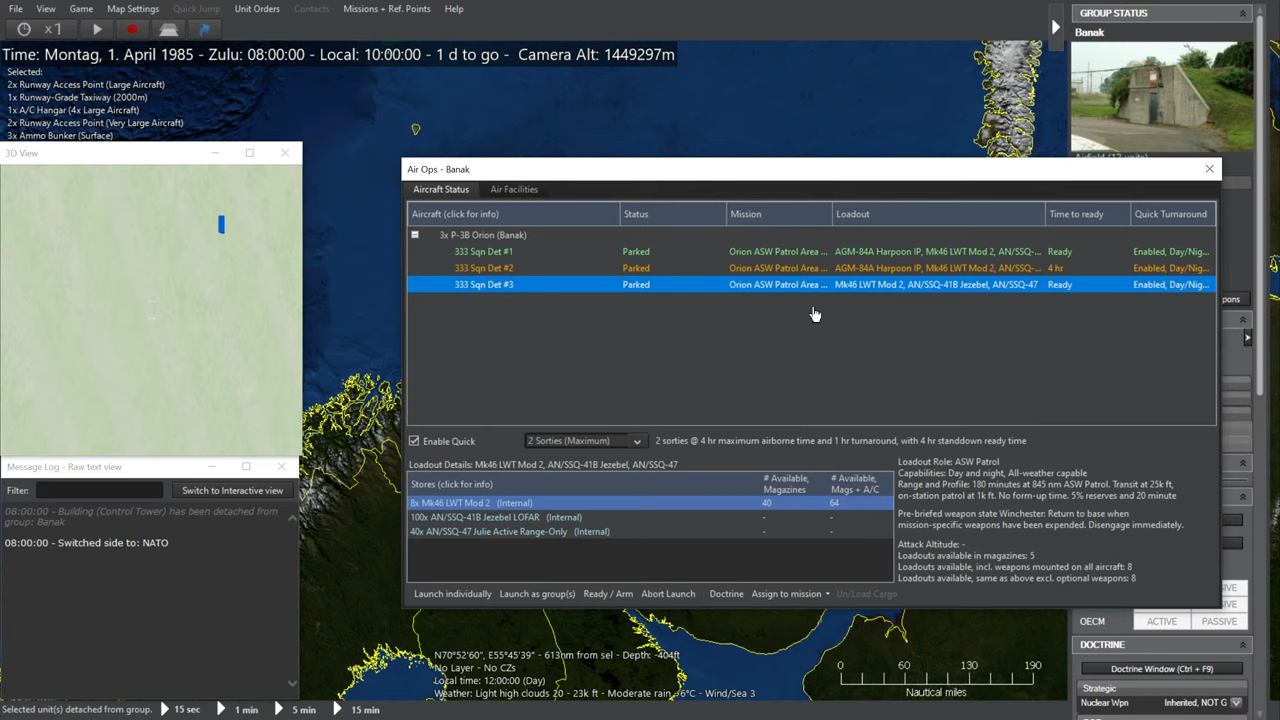 File View Game Map Settings Quick Jump Unit Orders Contacts Missions + Ref. Points Help
x1
Time: Montag, 1. April 1985 - Zulu: 08:00:00 - Local: 10:00:00 - 1 d to go - Camera Alt: 1449297m
Selected:
2x Runway Access Point (Large Aircraft)
1x Runway-Grade Taxiway (2000m)
1x A/C Hangar (4x Large Aircraft)
2x Runway Access Point (Very Large Aircraft)
3x Ammo Bunker (Surface)
3D View
Message Log - Raw text view
Filter: Switch to Interactive view
08:00:00 - Building (Control Tower) has been detached from
group: Banak
08:00:00 - Switched side to: NATO
Selected unit(s) detached from group. 15 sec 1 min 5 min 15 min
Air Ops - Banak
Aircraft Status Air Facilities
Aircraft (click for info) Status Mission Loadout Time to ready Quick Turnaround
3x P-3B Orion (Banak)
333 Sqn Det #1 Parked Orion ASW Patrol Area ... AGM-84A Harpoon IP, Mk46 LWT Mod 2, AN/SSQ-... Ready Enabled, Day/Nig...
333 Sqn Det #2 Parked Orion ASW Patrol Area ... AGM-84A Harpoon IP, Mk46 LWT Mod 2, AN/SSQ-... 4 hr Enabled, Day/Nig...
333 Sqn Det #3 Parked Orion ASW Patrol Area ... Mk46 LWT Mod 2, AN/SSQ-41B Jezebel, AN/SSQ-47 Ready Enabled, Day/Nig...
Enable Quick 2 Sorties (Maximum) 2 sorties @ 4 hr maximum airborne time and 1 hr turnaround, with 4 hr standdown ready time
Loadout Details: Mk46 LWT Mod 2, AN/SSQ-41B Jezebel, AN/SSQ-47
Stores (click for info) # Available, Magazines # Available, Mags + A/C
8x Mk46 LWT Mod 2 (Internal) 40 64
100x AN/SSQ-41B Jezebel LOFAR (Internal) - -
40x AN/SSQ-47 Julie Active Range-Only (Internal) - -
Loadout Role: ASW Patrol
Capabilities: Day and night, All-weather capable
Range and Profile: 180 minutes at 845 nm ASW Patrol. Transit at 25k ft,
on-station patrol at 1k ft. No form-up time. 5% reserves and 20 minute
Pre-briefed weapon state Winchester: Return to base when
mission-specific weapons have been expended. Disengage immediately.
Attack Altitude: -
Loadouts available in magazines: 5
Loadouts available, incl. weapons mounted on all aircraft: 8
Loadouts available, same as above excl. optional weapons: 8
Launch individually Launch as group(s) Ready / Arm Abort Launch Doctrine Assign to mission Un/Load Cargo
N70°52'60", E55°45'39" - 613nm from sel - Depth: -404ft
No Layer - No CZs
Local time: 12:00:00 (Day)
Weather: Light high clouds 20 - 23k ft - Moderate rain 6°C - Wind/Sea 3
0 60 130 190
Nautical miles
GROUP STATUS
Banak
OECM ACTIVE PASSIVE
DOCTRINE
Doctrine Window (Ctrl + F9)
Strategic
Nuclear Wpn Inherited, NOT G